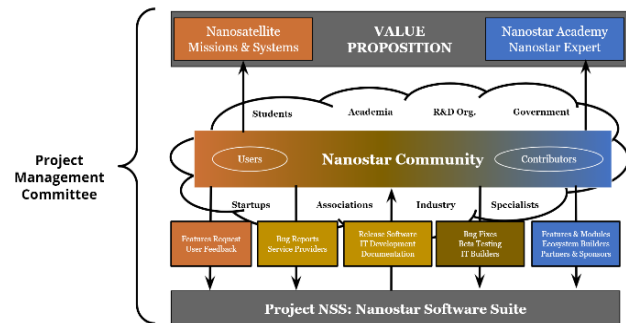 Nanosatellite
Missions & Systems
VALUE
PROPOSITION
Nanostar Academy
Nanostar Expert
Students
Academia
R&D Org.
Government
Project
Management
Committee
Users
Nanostar Community
Contributors
Startups
Associations
Industry
Specialists
Features Request
User Feedback
Bug Reports
Service Providers
Release Software
IT Development
Documentation
Bug Fixes
Beta Testing
IT Builders
Features & Modules
Ecosystem Builders
Partners & Sponsors
Project NSS: Nanostar Software Suite